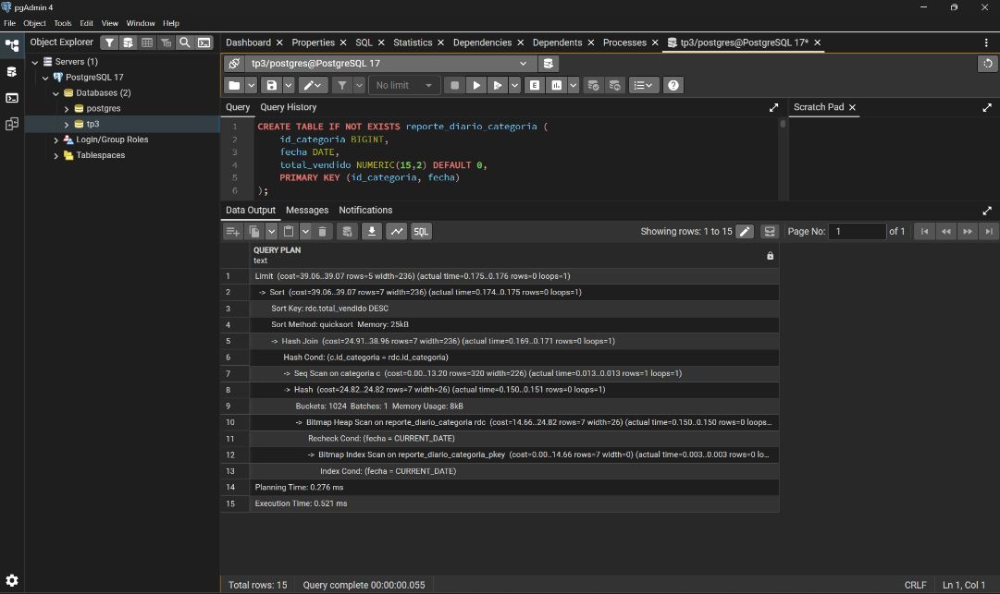 pgAdmin 4
File Object Tools Edit View Window Help
Object Explorer
Dashboard Properties SQL Statistics Dependencies Dependents Processes tp3/postgres@PostgreSQL 17*
Servers (1)
PostgreSQL 17
Databases (2)
postgres
tp3
Login/Group Roles
Tablespaces
tp3/postgres@PostgreSQL 17
No limit
E
Query Query History
Scratch Pad
1 CREATE TABLE IF NOT EXISTS reporte_diario_categoria (
2 id_categoria BIGINT,
3 fecha DATE,
4 total_vendido NUMERIC(15,2) DEFAULT 0,
5 PRIMARY KEY (id_categoria, fecha)
6 );
Data Output Messages Notifications
SQL
Showing rows: 1 to 15
Page No: 1 of 1
QUERY PLAN
text
1 Limit (cost=39.06..39.07 rows=5 width=236) (actual time=0.175..0.176 rows=0 loops=1)
2 -> Sort (cost=39.06..39.07 rows=7 width=236) (actual time=0.174..0.175 rows=0 loops=1)
3 Sort Key: rdc.total_vendido DESC
4 Sort Method: quicksort Memory: 25kB
5 -> Hash Join (cost=24.91..38.96 rows=7 width=236) (actual time=0.169..0.171 rows=0 loops=1)
6 Hash Cond: (c.id_categoria = rdc.id_categoria)
7 -> Seq Scan on categoria c (cost=0.00..13.20 rows=320 width=226) (actual time=0.013..0.013 rows=1 loops=1)
8 -> Hash (cost=24.82..24.82 rows=7 width=26) (actual time=0.150..0.151 rows=0 loops=1)
9 Buckets: 1024 Batches: 1 Memory Usage: 8kB
10 -> Bitmap Heap Scan on reporte_diario_categoria rdc (cost=14.66..24.82 rows=7 width=26) (actual time=0.150..0.150 rows=0 loops...
11 Recheck Cond: (fecha = CURRENT_DATE)
12 -> Bitmap Index Scan on reporte_diario_categoria_pkey (cost=0.00..14.66 rows=7 width=0) (actual time=0.003..0.003 rows=0 lo...
13 Index Cond: (fecha = CURRENT_DATE)
14 Planning Time: 0.276 ms
15 Execution Time: 0.521 ms
Total rows: 15 Query complete 00:00:00.055
CRLF Ln 1, Col 1